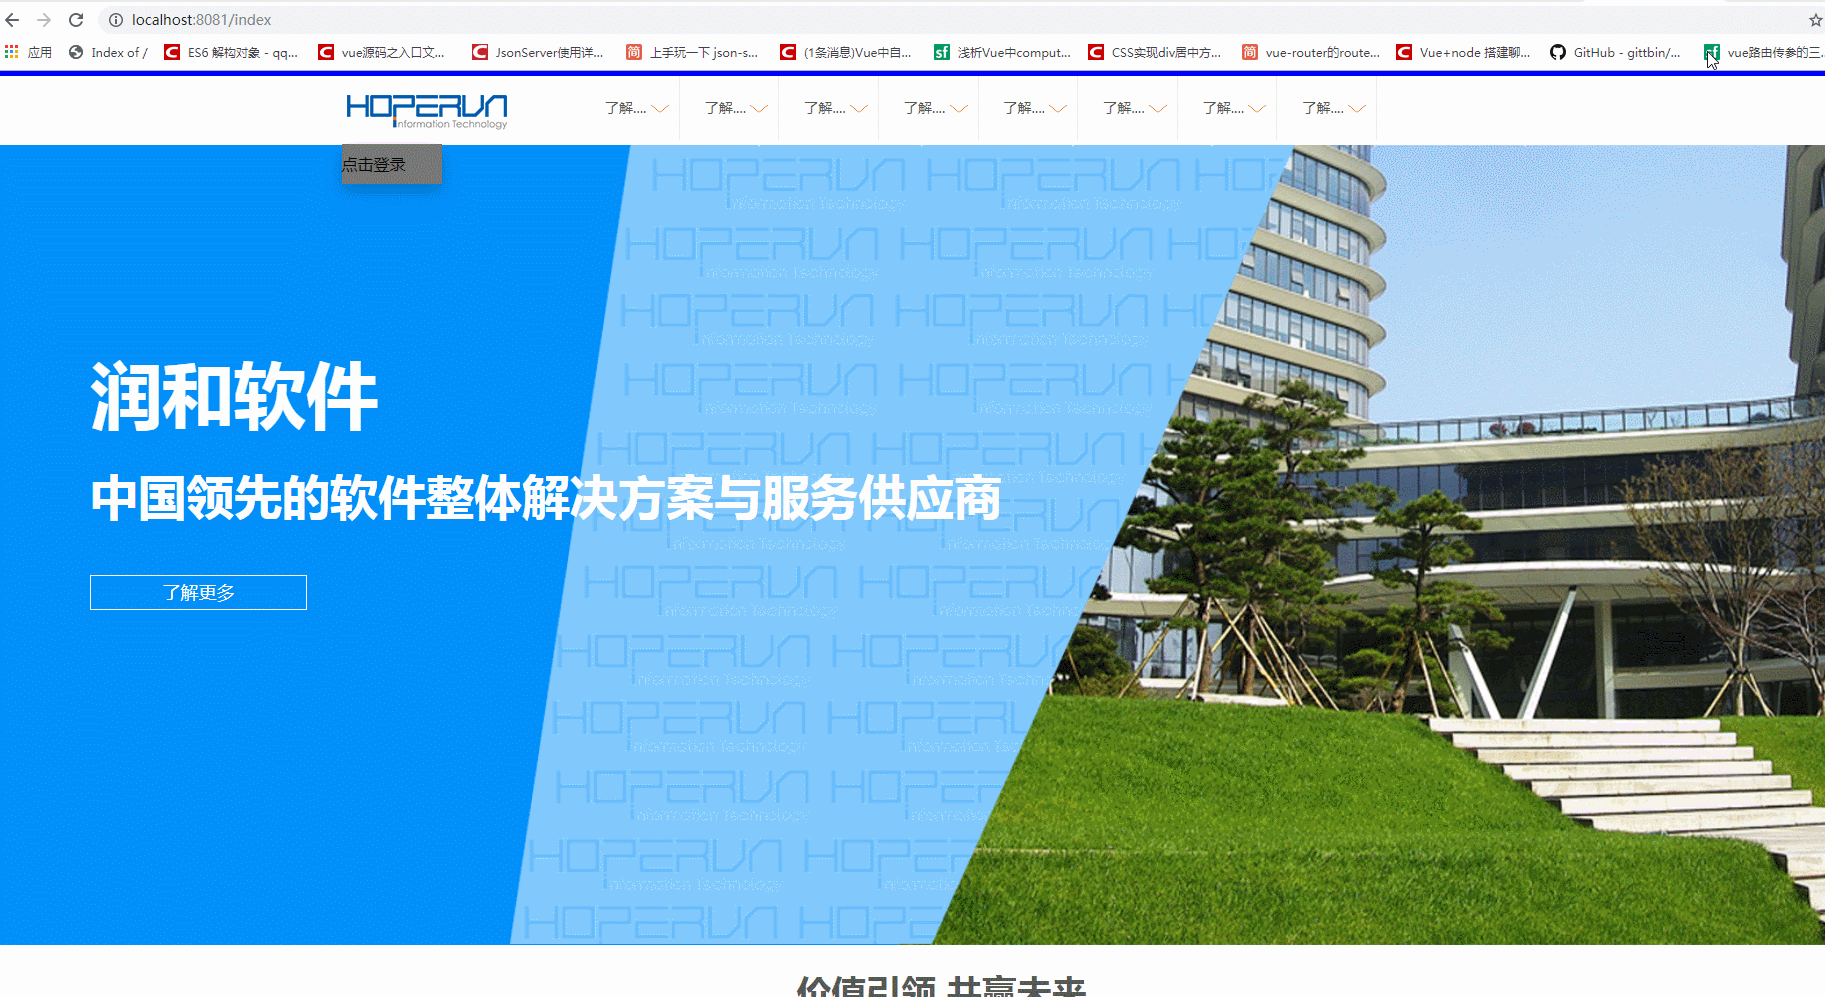 localhost:8081/index
应用 Index of / ES6 解构对象 - qq... vue源码之入口文... JsonServer使用详... 上手玩一下 json-s... (1条消息)Vue中自... 浅析Vue中comput... CSS实现div居中方... vue-router的route... Vue+node 搭建聊... GitHub - gittbin/... vue路由传参的三...
HOPERUN
Information Technology
了解.... 了解.... 了解.... 了解.... 了解.... 了解.... 了解.... 了解....
点击登录
润和软件
中国领先的软件整体解决方案与服务供应商
了解更多
价值引领 共赢未来